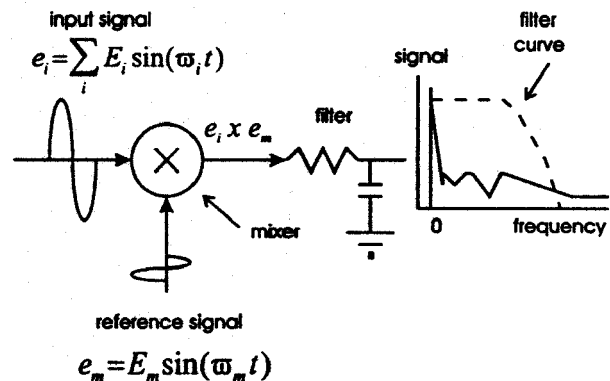 input signal
e_i = ∑_i E_i sin(ϖ_i t)
e_i x e_m
filter
mixer
reference signal
e_m = E_m sin(ϖ_m t)
filter
curve
signal
0
frequency